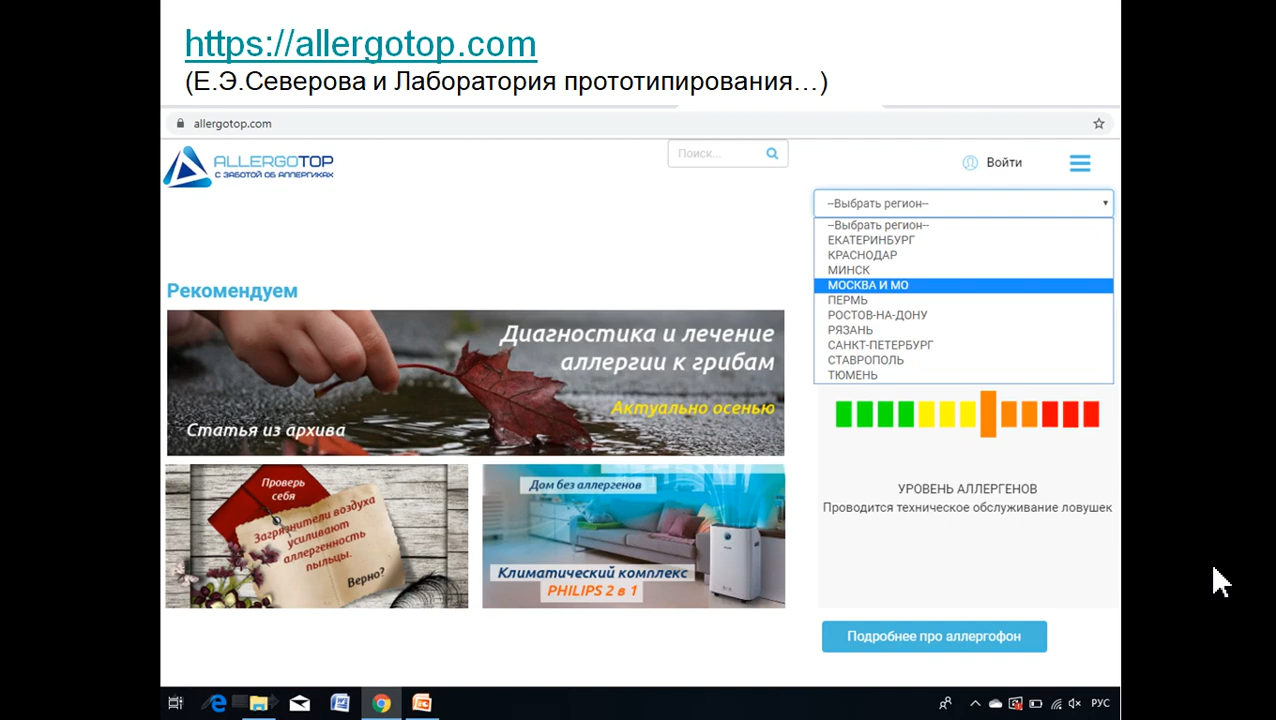 https://allergotop.com
(Е.Э.Северова и Лаборатория прототипирования…)
allergotop.com
ALLERGOTOP
С ЗАБОТОЙ ОБ АЛЛЕРГИКАХ
Поиск...
Войти
--Выбрать регион--
--Выбрать регион--
ЕКАТЕРИНБУРГ
КРАСНОДАР
МИНСК
МОСКВА И МО
ПЕРМЬ
РОСТОВ-НА-ДОНУ
РЯЗАНЬ
САНКТ-ПЕТЕРБУРГ
СТАВРОПОЛЬ
ТЮМЕНЬ
Рекомендуем
Диагностика и лечение
аллергии к грибам
Актуально осенью
Статья из архива
Проверь
себя
Загрязнители воздуха
усиливают
аллергенность
пыльцы.
Верно?
Дом без аллергенов
Климатический комплекс
PHILIPS 2 в 1
УРОВЕНЬ АЛЛЕРГЕНОВ
Проводится техническое обслуживание ловушек
Подробнее про аллергофон
РУС